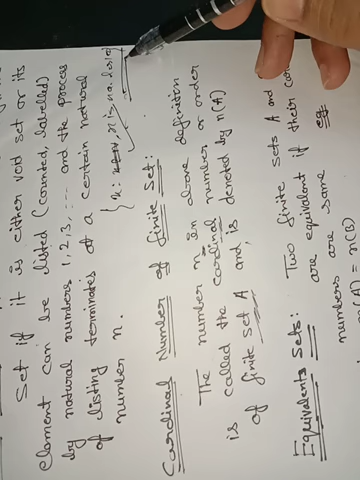 Set if it is either void set or its
element can be listed (counted, labelled)
by natural numbers 1, 2, 3, ... and the process
of listing terminates at a certain natural
number n.
{ x: x
Cardinal Number of finite Set:
The number n in above definition
is called the cardinal number or order
of finite set A and is denoted by n(A)
Equivalents Sets: Two finite sets A and
are equivalent if their
numbers are same eg
n(A) = n(B)